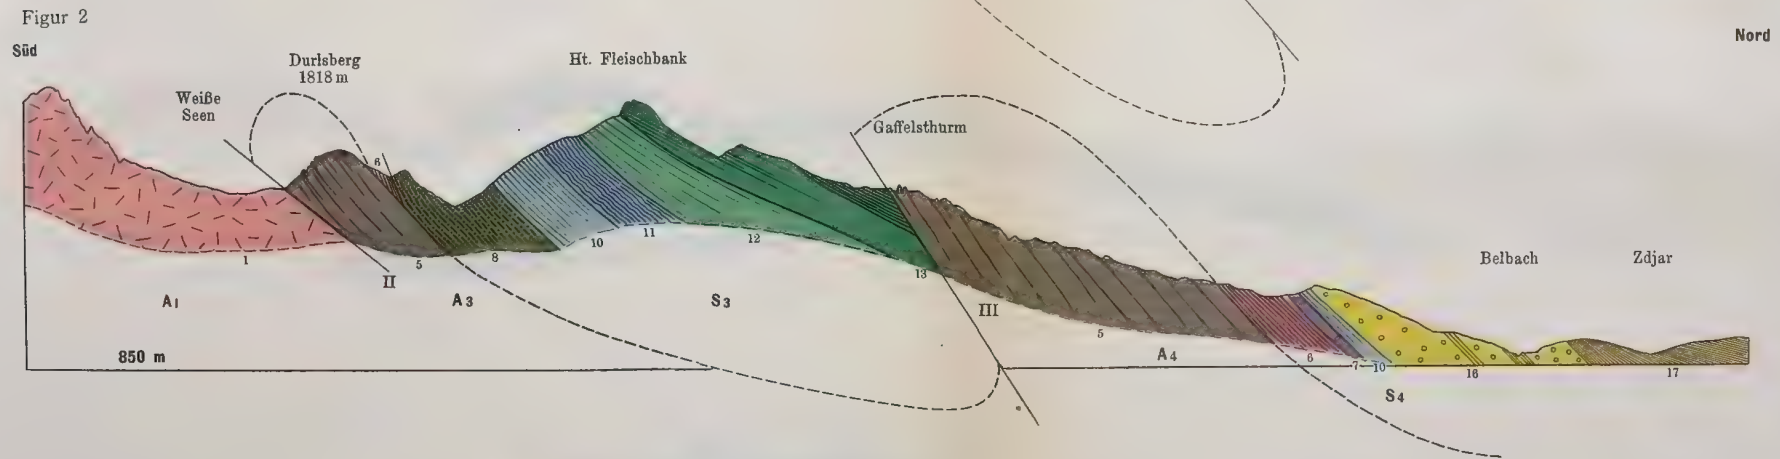 Figur 2
Süd
Nord
Durlsberg
1818 m
Ht. Fleischbank
Weiße
Seen
Gaffelsthurm
6
Belbach
Zdjar
1
5
8
10
11
12
13
II
III
5
6
7
10
16
17
A1
A3
S3
A4
S4
850 m